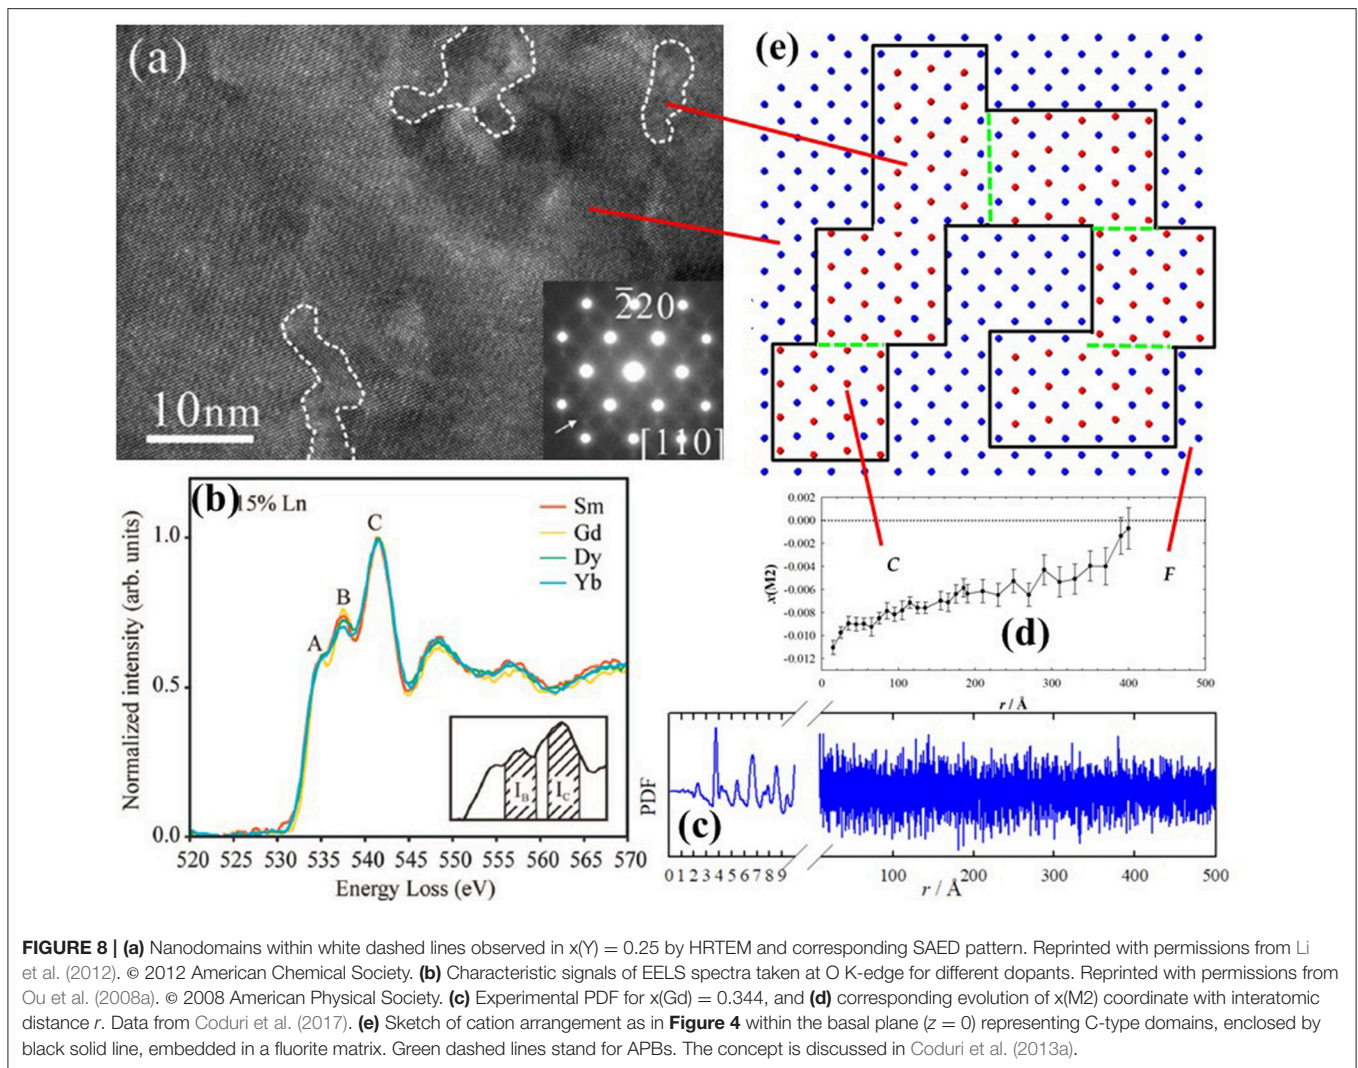 (a)
10nm
2̅20
[110]
(e)
C
F
(b) 15% Ln
Sm
Gd
Dy
Yb
A
B
C
1.0
0.5
0.0
Normalized intensity (arb. units)
I_B I_C
520 525 530 535 540 545 550 555 560 565 570
Energy Loss (eV)
0.002
0.000
-0.002
-0.004
-0.006
-0.008
-0.010
-0.012
x(M2)
(d)
0 100 200 300 400 500
r / Å
PDF
(c)
0 1 2 3 4 5 6 7 8 9
100 200 300 400 500
r / Å
FIGURE 8 | (a) Nanodomains within white dashed lines observed in x(Y) = 0.25 by HRTEM and corresponding SAED pattern. Reprinted with permissions from Li
et al. (2012). © 2012 American Chemical Society. (b) Characteristic signals of EELS spectra taken at O K-edge for different dopants. Reprinted with permissions from
Ou et al. (2008a). © 2008 American Physical Society. (c) Experimental PDF for x(Gd) = 0.344, and (d) corresponding evolution of x(M2) coordinate with interatomic
distance r. Data from Coduri et al. (2017). (e) Sketch of cation arrangement as in Figure 4 within the basal plane (z = 0) representing C-type domains, enclosed by
black solid line, embedded in a fluorite matrix. Green dashed lines stand for APBs. The concept is discussed in Coduri et al. (2013a).